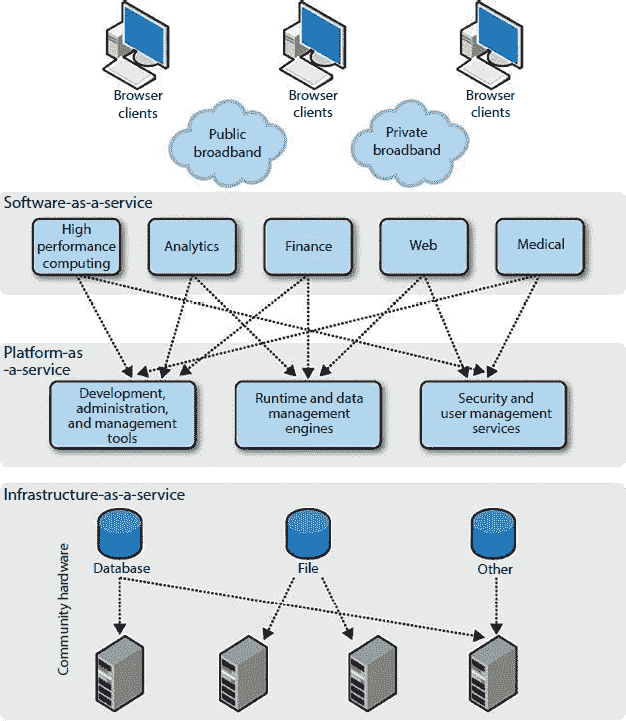 Browser
clients
Browser
clients
Browser
clients
Public
broadband
Private
broadband
Software-as-a-service
High
performance
computing
Analytics
Finance
Web
Medical
Platform-as
-a-service
Development,
administration,
and management
tools
Runtime and data
management
engines
Security and
user management
services
Infrastructure-as-a-service
Community hardware
Database
File
Other